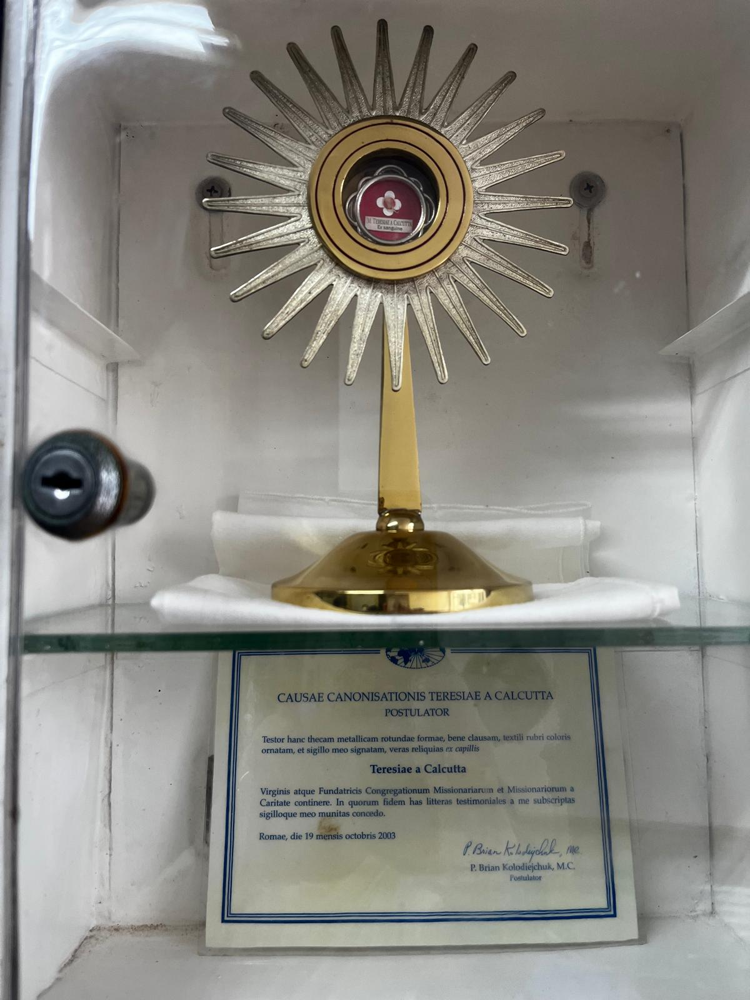 M. TERESIAE A CALCUTTA
Ex sanguine
CAUSAE CANONISATIONIS TERESIAE A CALCUTTA
POSTULATOR
Testor hanc thecam metallicam rotundae formae, bene clausam, textili rubri coloris
ornatam, et sigillo meo signatam, veras reliquias ex capillis
Teresiae a Calcutta
Virginis atque Fundatricis Congregationum Missionariarum et Missionariorum a
Caritate continere. In quorum fidem has litteras testimoniales a me subscriptas
sigilloque meo munitas concedo.
Romae, die 19 mensis octobris 2003
P. Brian Kolodiejchuk, MC.
P. Brian Kolodiejchuk, M.C.
Postulator